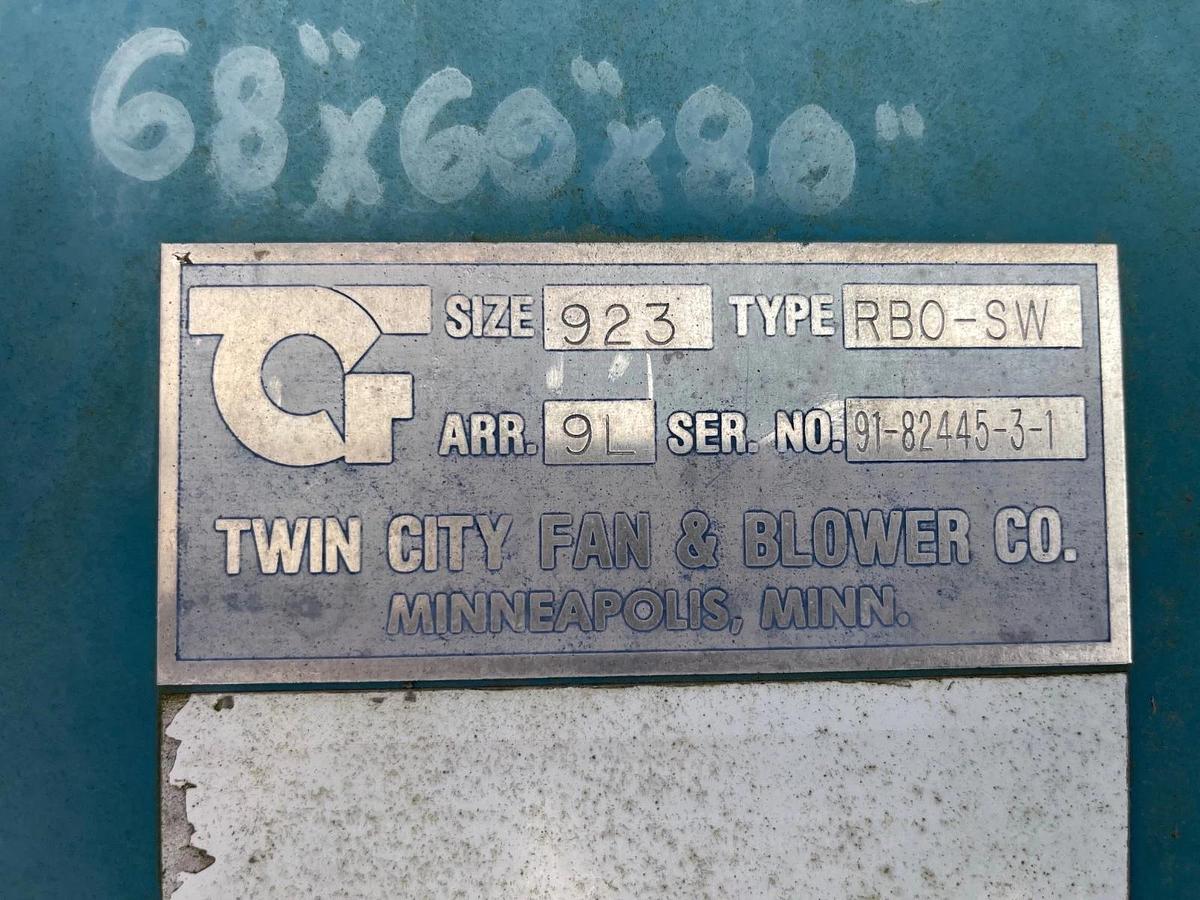 68"x60"x80"
SIZE 923 TYPE RBO-SW
ARR. 9L SER. NO. 91-82445-3-1
TWIN CITY FAN & BLOWER CO.
MINNEAPOLIS, MINN.